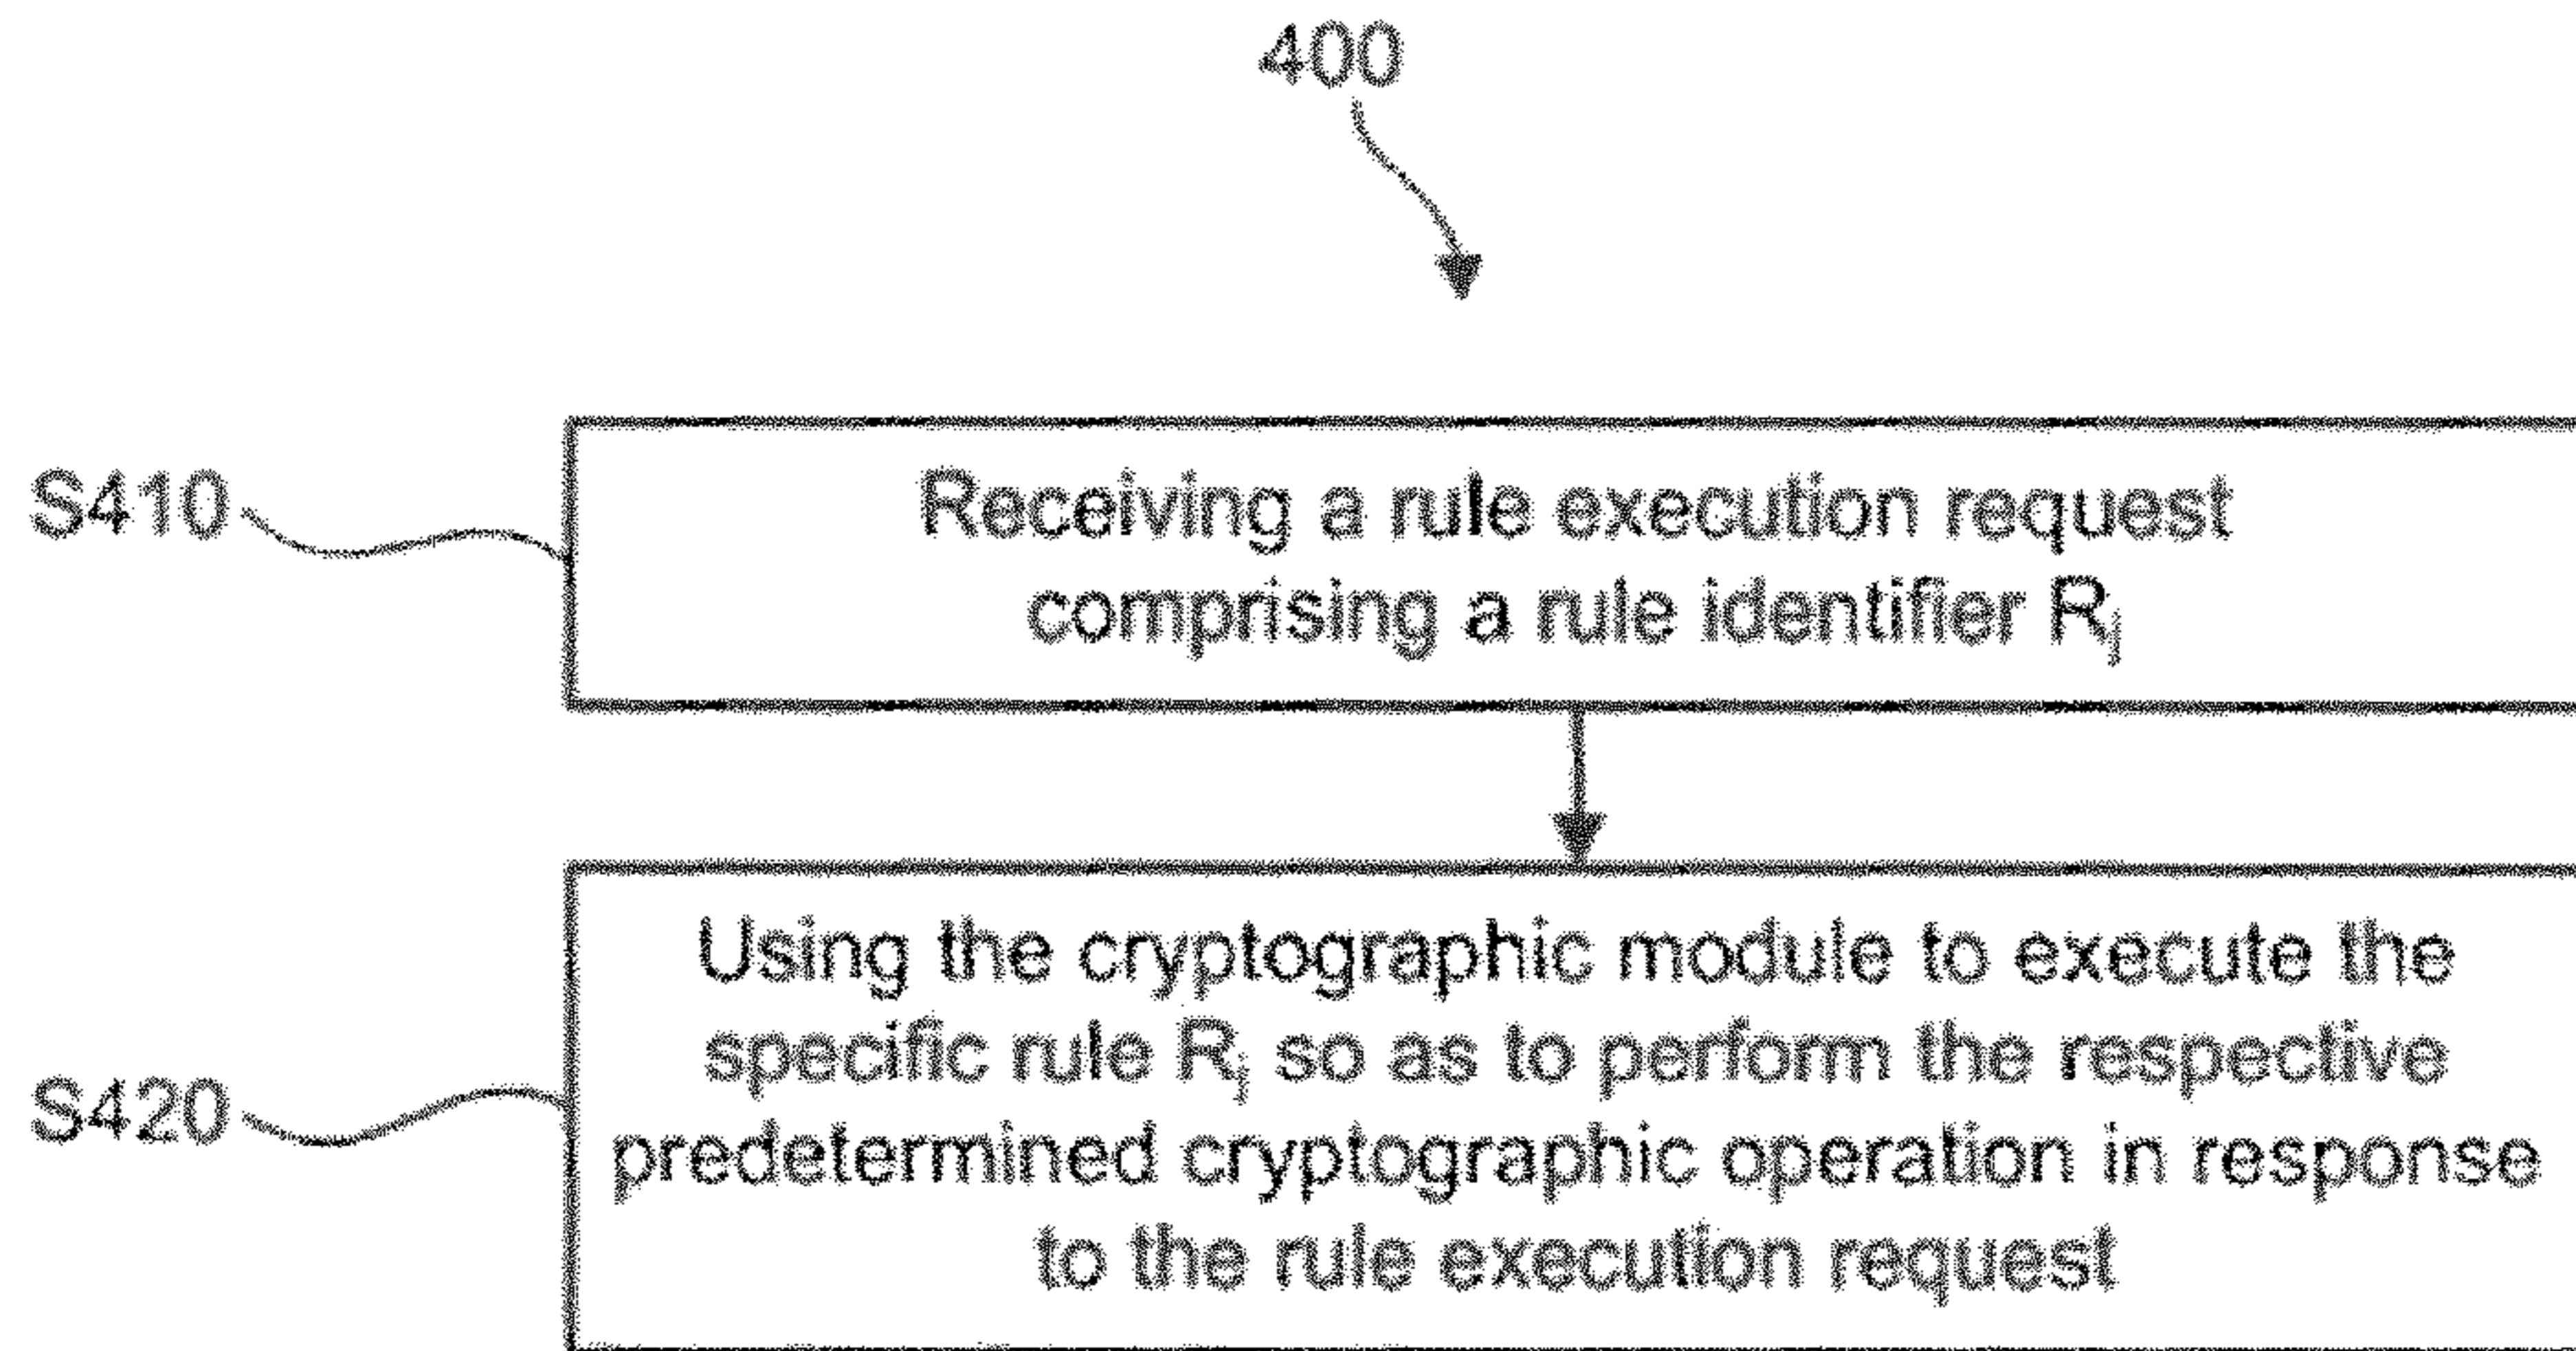 400
S410
Receiving a rule execution request
comprising a rule identifier Rj
S420
Using the cryptographic module to execute the
specific rule Rj so as to perform the respective
predetermined cryptographic operation in response
to the rule execution request